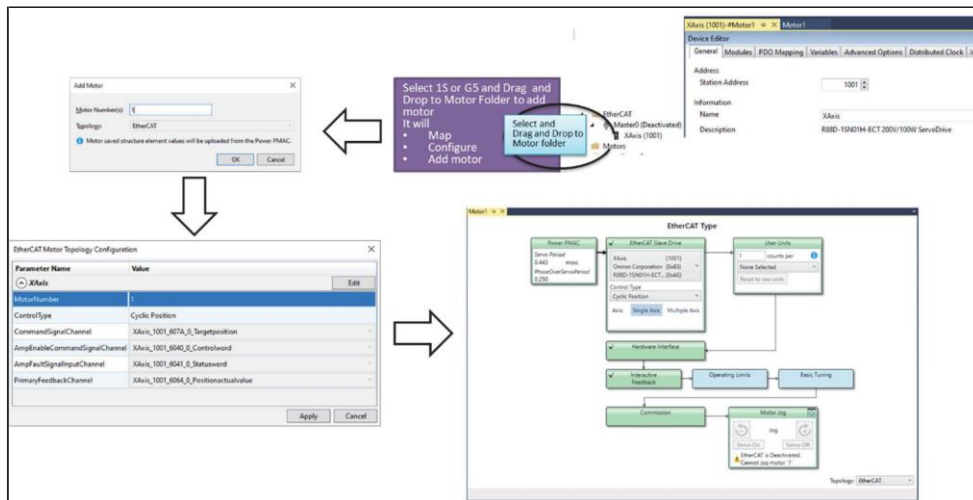 Add Motor
Motor Number(s): 1
Topology: EtherCAT
Motor saved structure element values will be uploaded from the Power PMAC.
OK Cancel
Select 1S or G5 and Drag and
Drop to Motor Folder to add
motor
It will
• Map
• Configure
• Add motor
Select and
Drag and Drop to
Motor folder
EtherCAT
Master0 (Deactivated)
XAxis (1001)
Motors
XAxis (1001)-#Motor1 Motor1
Device Editor
General Modules PDO Mapping Variables Advanced Options Distributed Clock
Address
Station Address 1001
Information
Name XAxis
Description R88D-1SN01H-ECT 200V/100W ServoDrive
EtherCAT Motor Topology Configuration
Parameter Name Value
XAxis Edit
MotorNumber 1
ControlType Cyclic Position
CommandSignalChannel XAxis_1001_607A_0_Targetposition
AmpEnableCommandSignalChannel XAxis_1001_6040_0_Controlword
AmpFaultSignalInputChannel XAxis_1001_6041_0_Statusword
PrimaryFeedbackChannel XAxis_1001_6064_0_Positionactualvalue
Apply Cancel
Motor1
EtherCAT Type
Power PMAC
Servo Period
0.443 msec
PhaseOverServoPeriod
0.250
EtherCAT Slave Drive
XAxis (1001)
Omron Corporation (0x83)
R88D-1SN01H-ECT...
Control Type
Cyclic Position
Axis Single Axis Multiple Axis
User Units
1 counts per
None Selected
Reset to raw units
Hardware Interface
Interactive
Feedback
Operating Limits
Basic Tuning
Commission
Motor Jog
Jog
Servo On Servo Off
EtherCAT is Deactivated.
Cannot jog motor '1'
Topology: EtherCAT